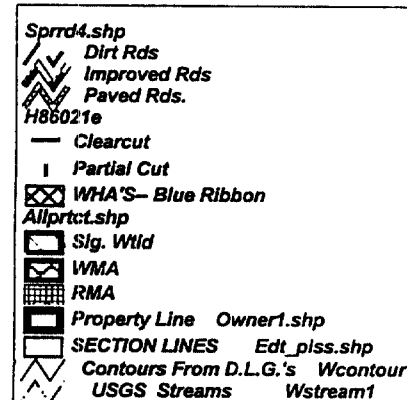 Sprrd4.shp
Dirt Rds
Improved Rds
Paved Rds.
H86021e
Clearcut
Partial Cut
WHA'S– Blue Ribbon
Allprtct.shp
Sig. Wtld
WMA
RMA
Property Line Owner1.shp
SECTION LINES Edt_plss.shp
Contours From D.L.G.'s Wcontour
USGS Streams Wstream1